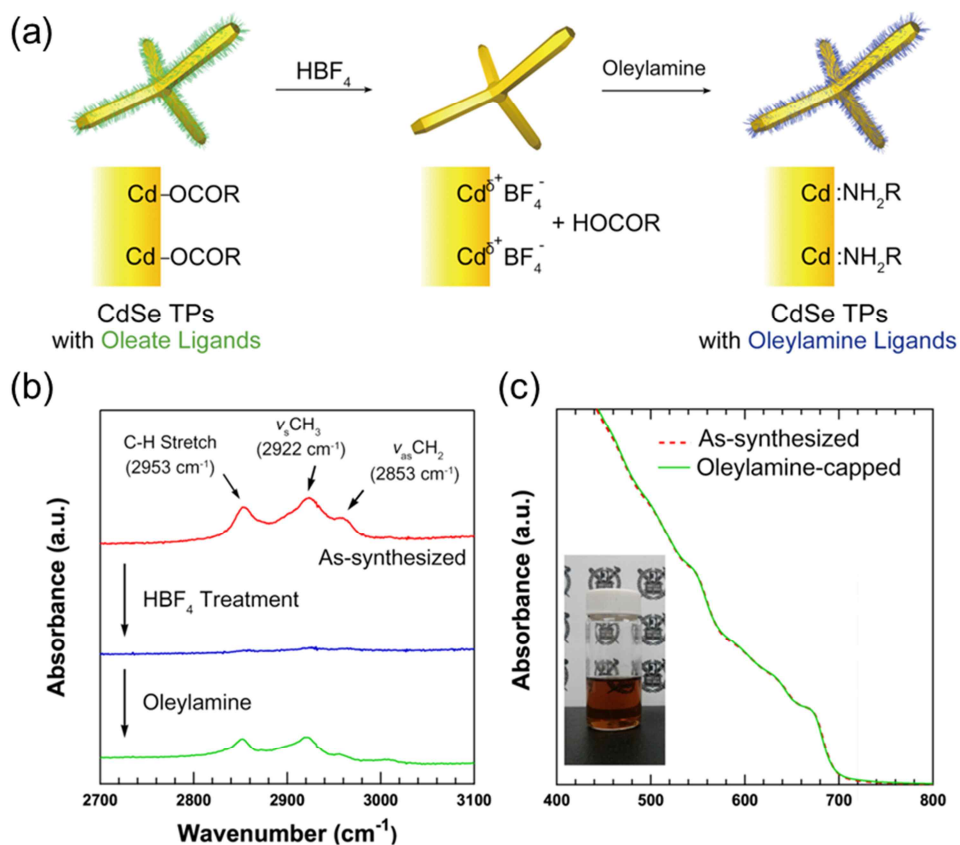 (a)
HBF₄
Oleylamine
Cd–OCOR
Cd–OCOR
Cdᵟ⁺BF₄⁻
Cdᵟ⁺BF₄⁻
+ HOCOR
Cd:NH₂R
Cd:NH₂R
CdSe TPs
with Oleate Ligands
CdSe TPs
with Oleylamine Ligands
(b)
C-H Stretch
(2953 cm⁻¹)
νₛCH₃
(2922 cm⁻¹)
νₐₛCH₂
(2853 cm⁻¹)
As-synthesized
HBF₄ Treatment
Oleylamine
Absorbance (a.u.)
2700 2800 2900 3000 3100
Wavenumber (cm⁻¹)
(c)
As-synthesized
Oleylamine-capped
Absorbance (a.u.)
400 500 600 700 800